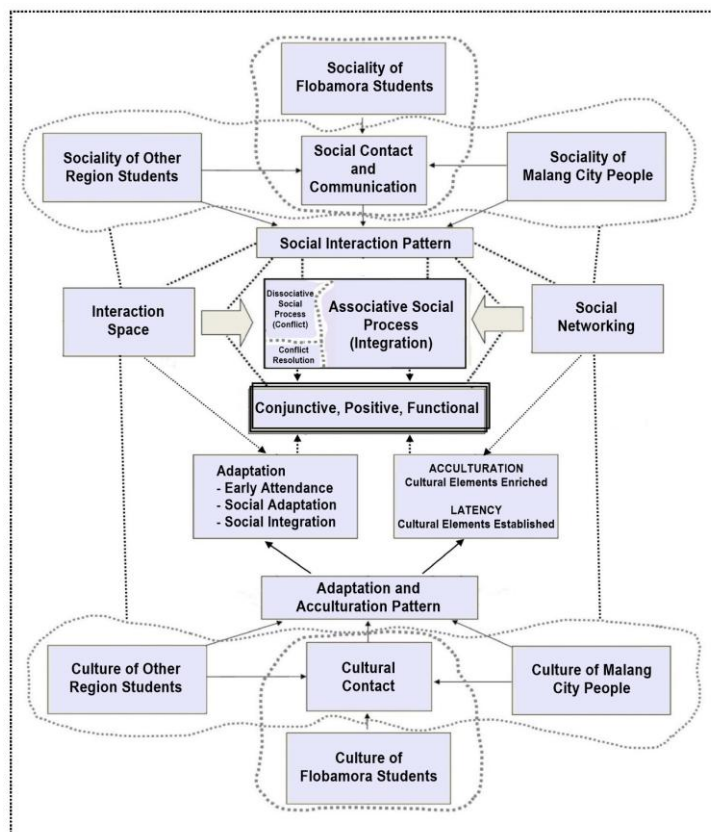 Sociality of
Flobamora Students
Sociality of Other
Region Students
Social Contact
and
Communication
Sociality of
Malang City People
Social Interaction Pattern
Interaction
Space
Dissociative
Social
Process
(Conflict)
Conflict
Resolution
Associative Social
Process
(Integration)
Social
Networking
Conjunctive, Positive, Functional
Adaptation
- Early Attendance
- Social Adaptation
- Social Integration
ACCULTURATION
Cultural Elements Enriched
LATENCY
Cultural Elements Established
Adaptation and
Acculturation Pattern
Culture of Other
Region Students
Cultural
Contact
Culture of Malang
City People
Culture of
Flobamora Students